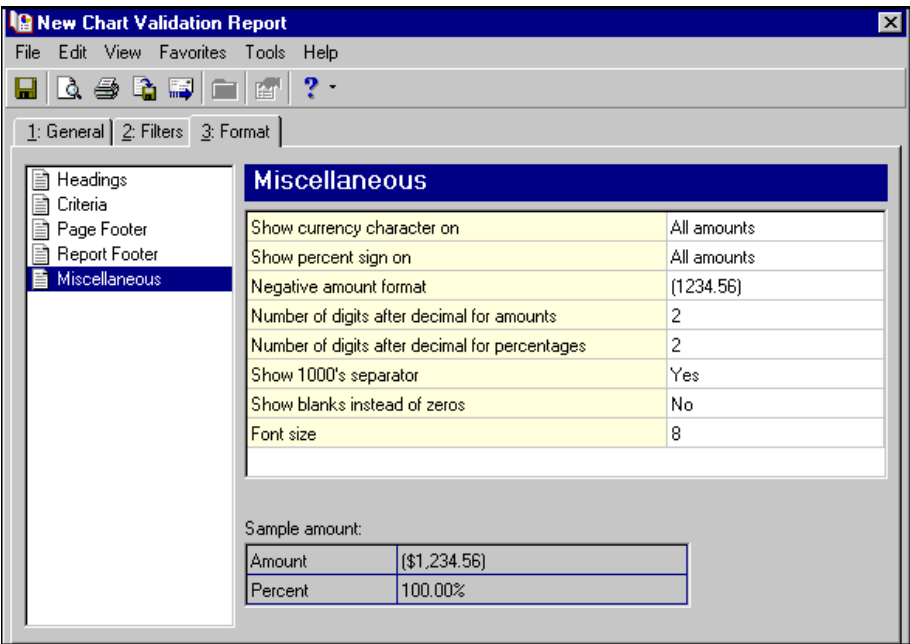 New Chart Validation Report
File Edit View Favorites Tools Help
?
1: General 2: Filters 3: Format
Headings
Criteria
Page Footer
Report Footer
Miscellaneous
Miscellaneous
Show currency character on All amounts
Show percent sign on All amounts
Negative amount format (1234.56)
Number of digits after decimal for amounts 2
Number of digits after decimal for percentages 2
Show 1000's separator Yes
Show blanks instead of zeros No
Font size 8
Sample amount:
Amount ($1,234.56)
Percent 100.00%